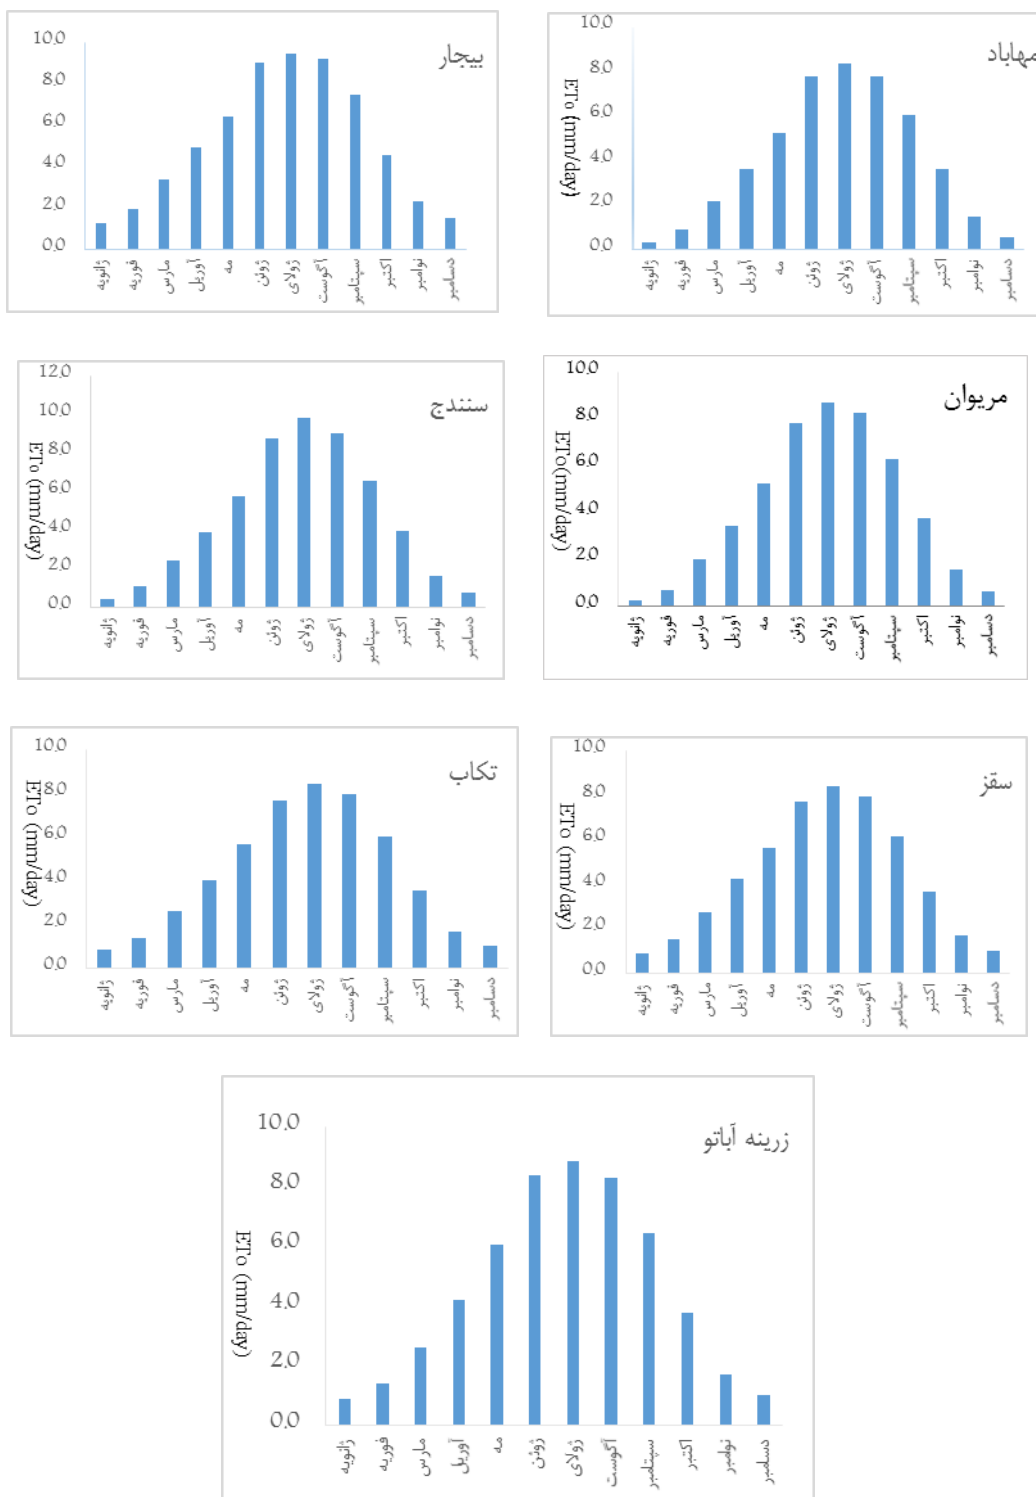 بیجار
10.0
8.0
6.0
4.0
2.0
0.0
ژانویه
فوریه
مارس
آوریل
مه
ژوئن
ژولای
آگوست
سپتامبر
اکتبر
نوامبر
دسامبر
مهاباد
ETo (mm/day)
10.0
8.0
6.0
4.0
2.0
0.0
ژانویه
فوریه
مارس
آوریل
مه
ژوئن
ژولای
آگوست
سپتامبر
اکتبر
نوامبر
دسامبر
سنندج
ETo (mm/day)
12.0
10.0
8.0
6.0
4.0
2.0
0.0
ژانویه
فوریه
مارس
آوریل
مه
ژوئن
ژولای
آگوست
سپتامبر
اکتبر
نوامبر
دسامبر
مریوان
ETo(mm/day)
10.0
8.0
6.0
4.0
2.0
0.0
ژانویه
فوریه
مارس
آوریل
مه
ژوئن
ژولای
آگوست
سپتامبر
اکتبر
نوامبر
دسامبر
تکاب
ETo (mm/day)
10.0
8.0
6.0
4.0
2.0
0.0
ژانویه
فوریه
مارس
آوریل
مه
ژوئن
ژولای
آگوست
سپتامبر
اکتبر
نوامبر
دسامبر
سقز
ETo (mm/day)
10.0
8.0
6.0
4.0
2.0
0.0
ژانویه
فوریه
مارس
آوریل
مه
ژوئن
ژولای
آگوست
سپتامبر
اکتبر
نوامبر
دسامبر
زرینه آباتو
ETo (mm/day)
10.0
8.0
6.0
4.0
2.0
0.0
ژانویه
فوریه
مارس
آوریل
مه
ژوئن
ژولای
آگوست
سپتامبر
اکتبر
نوامبر
دسامبر